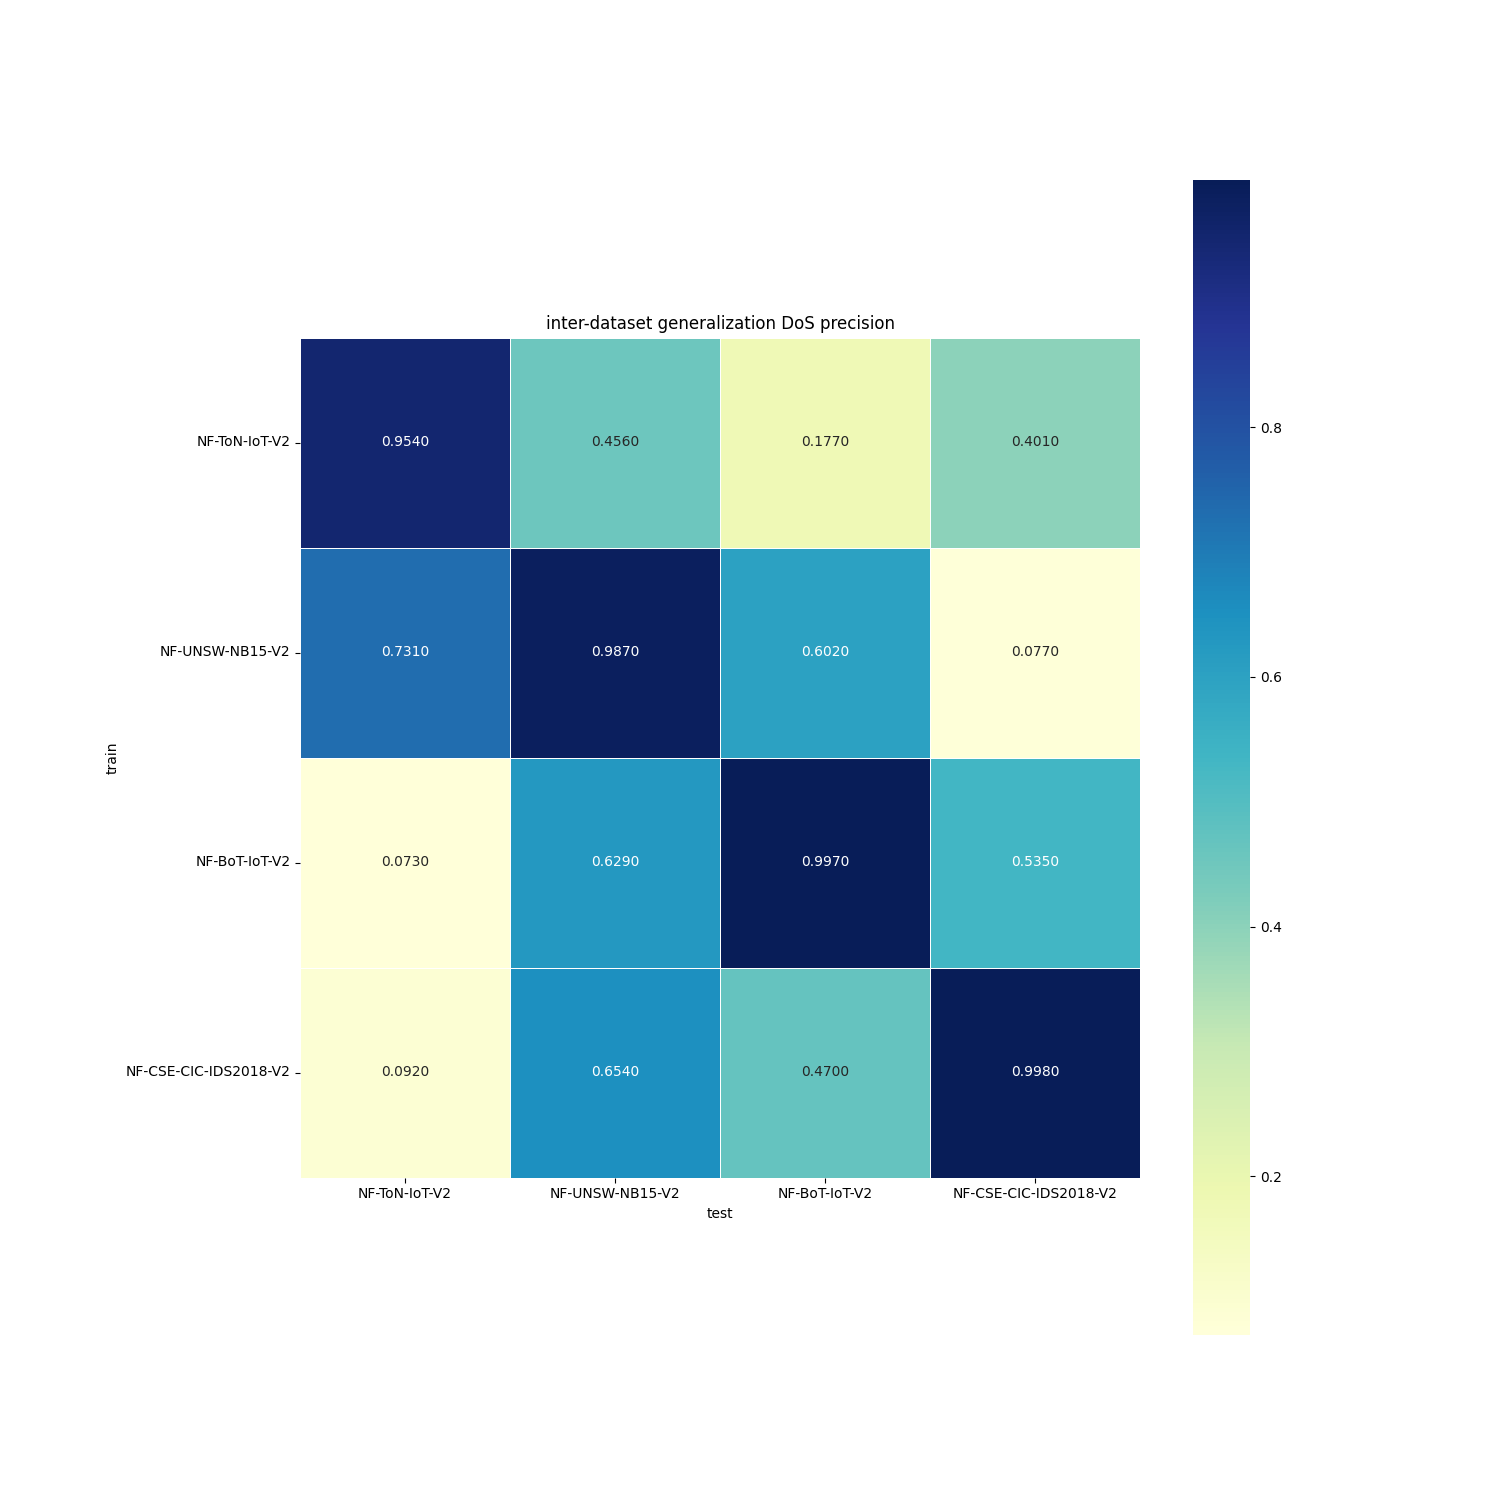 inter-dataset generalization DoS precision
NF-ToN-IoT-V2
0.9540
0.4560
0.1770
0.4010
NF-UNSW-NB15-V2
0.7310
0.9870
0.6020
0.0770
NF-BoT-IoT-V2
0.0730
0.6290
0.9970
0.5350
NF-CSE-CIC-IDS2018-V2
0.0920
0.6540
0.4700
0.9980
train
NF-ToN-IoT-V2
NF-UNSW-NB15-V2
NF-BoT-IoT-V2
NF-CSE-CIC-IDS2018-V2
test
0.8
0.6
0.4
0.2